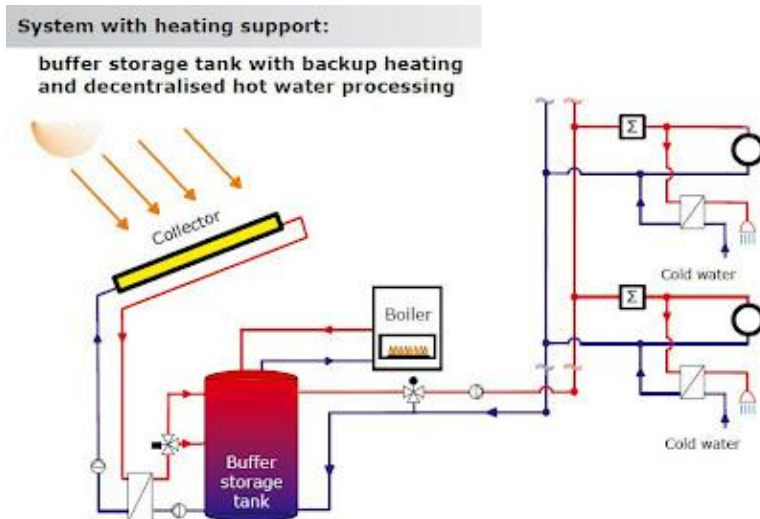 System with heating support:
buffer storage tank with backup heating
and decentralised hot water processing
Collector
Σ
Cold water
Σ
Boiler
Cold water
Buffer
storage
tank